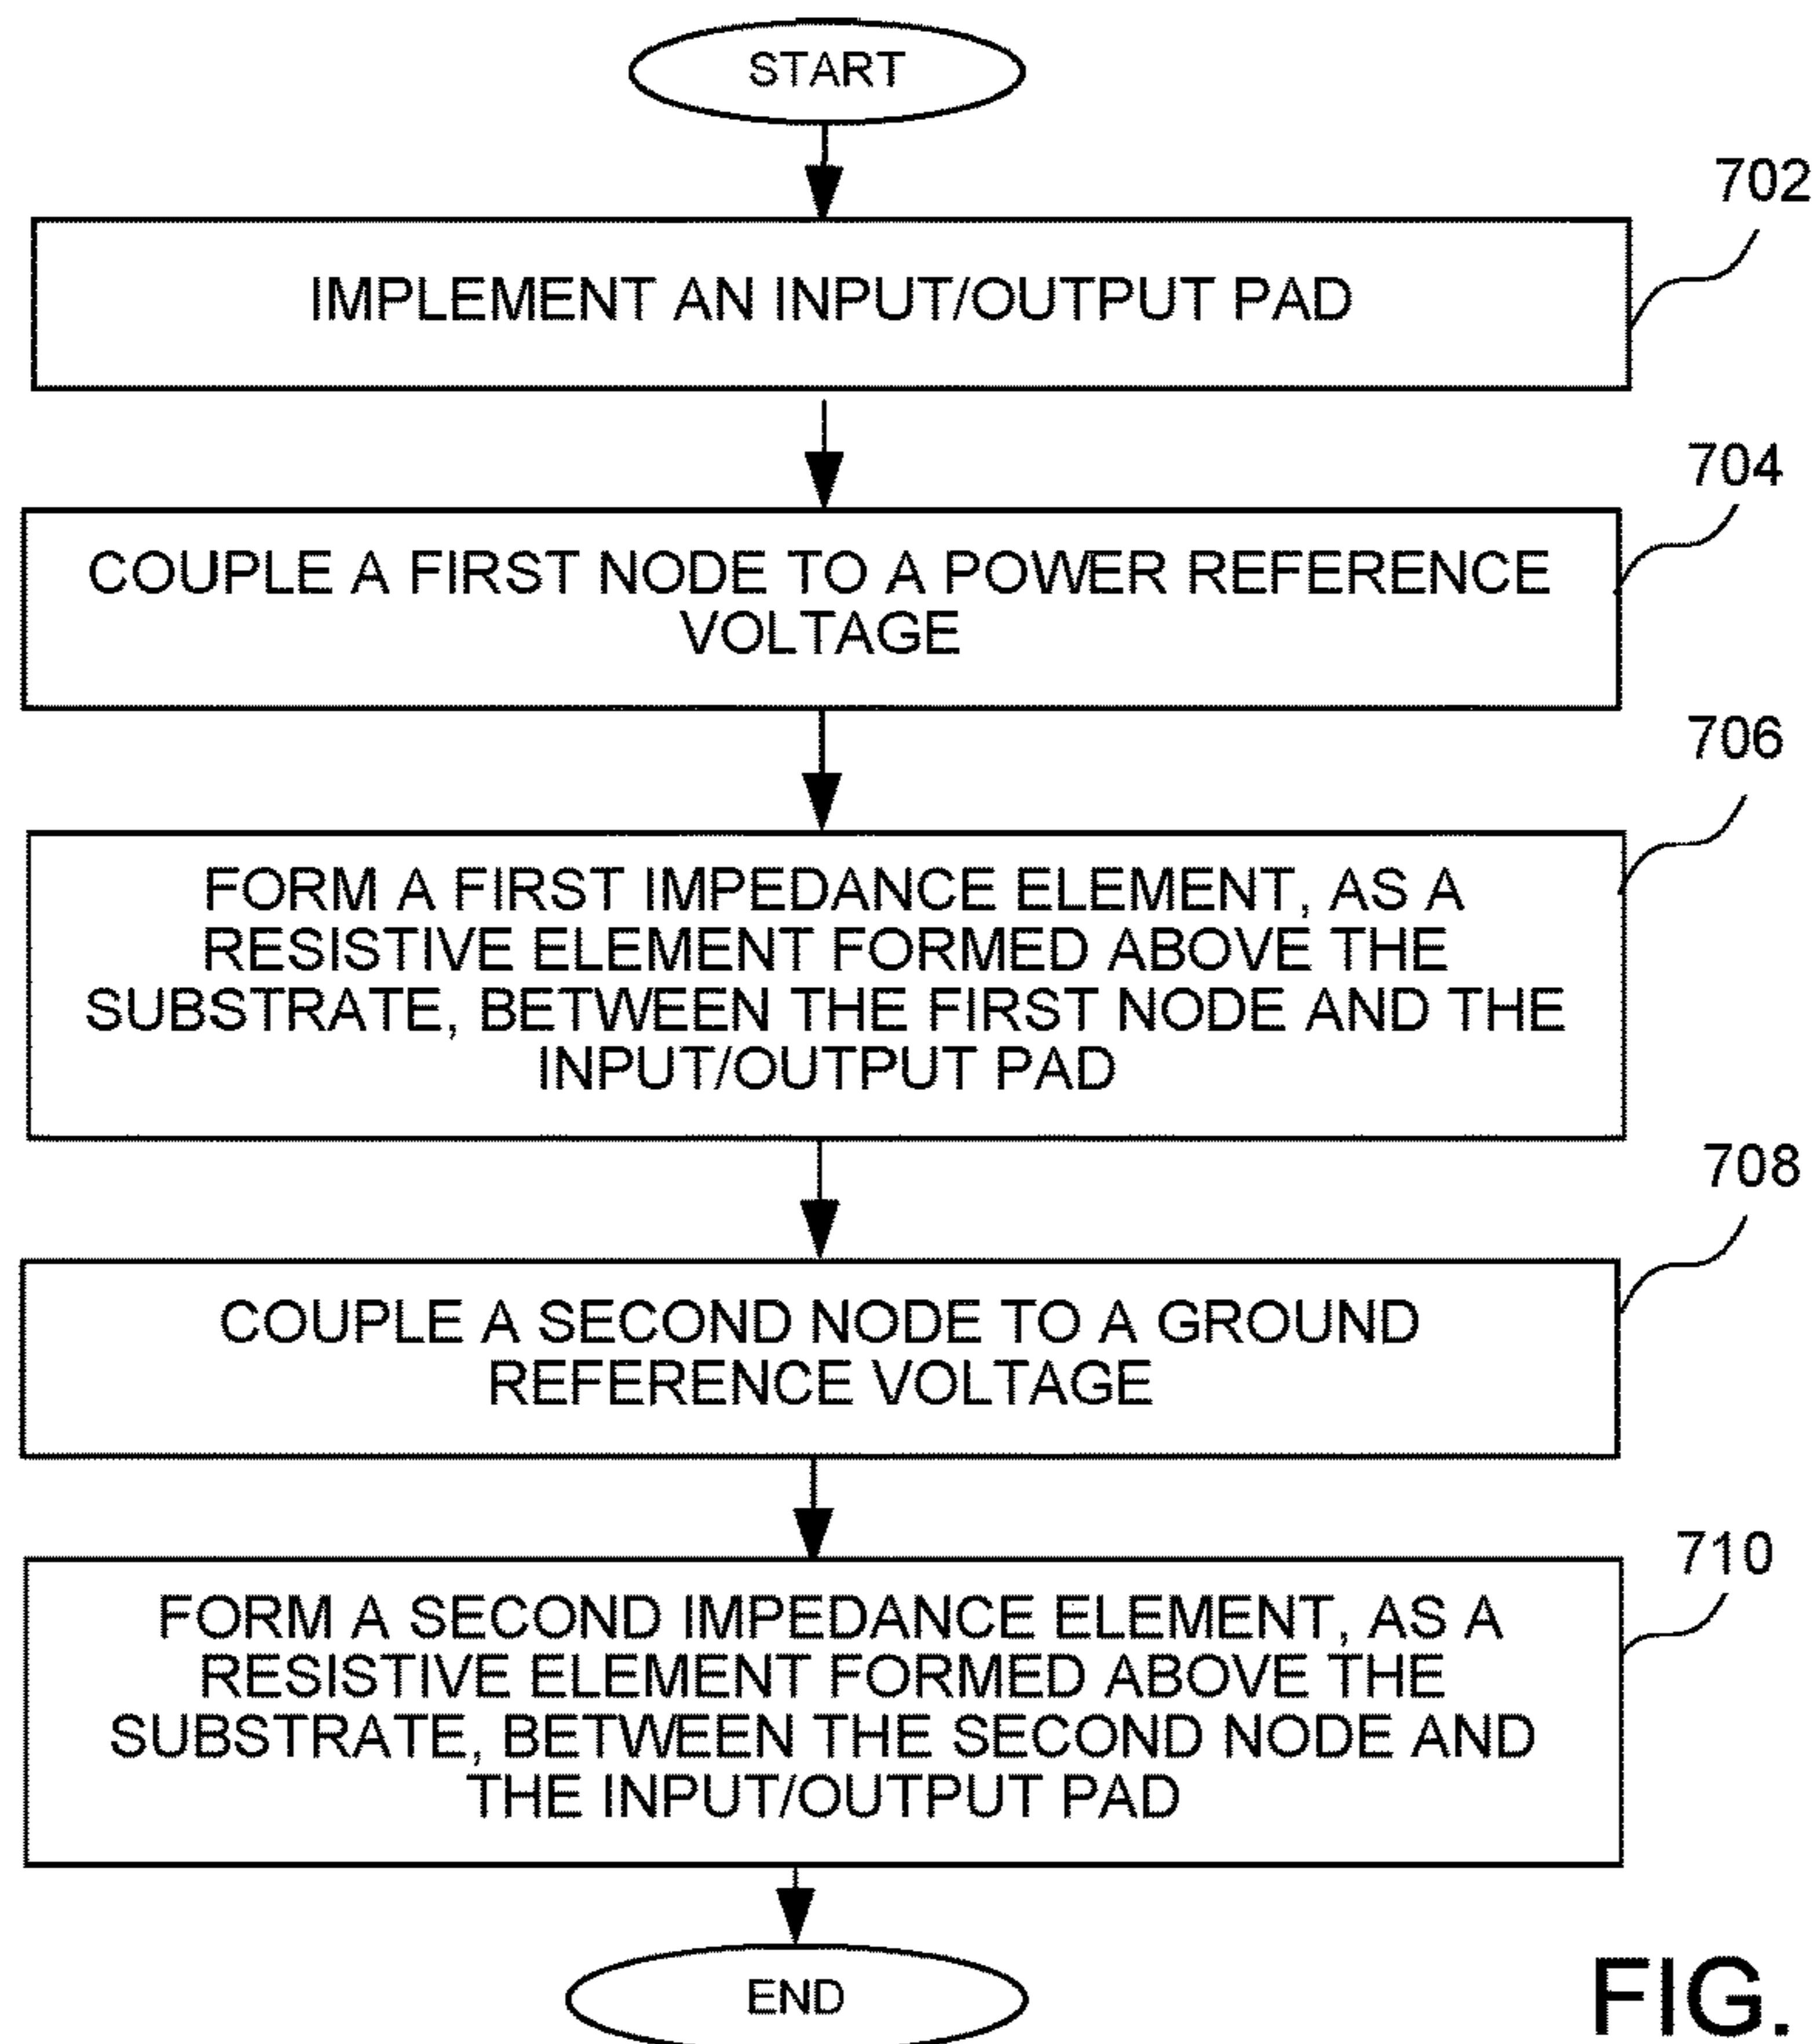 START
702
IMPLEMENT AN INPUT/OUTPUT PAD
704
COUPLE A FIRST NODE TO A POWER REFERENCE
VOLTAGE
706
FORM A FIRST IMPEDANCE ELEMENT, AS A
RESISTIVE ELEMENT FORMED ABOVE THE
SUBSTRATE, BETWEEN THE FIRST NODE AND THE
INPUT/OUTPUT PAD
708
COUPLE A SECOND NODE TO A GROUND
REFERENCE VOLTAGE
710
FORM A SECOND IMPEDANCE ELEMENT, AS A
RESISTIVE ELEMENT FORMED ABOVE THE
SUBSTRATE, BETWEEN THE SECOND NODE AND
THE INPUT/OUTPUT PAD
END
FIG.